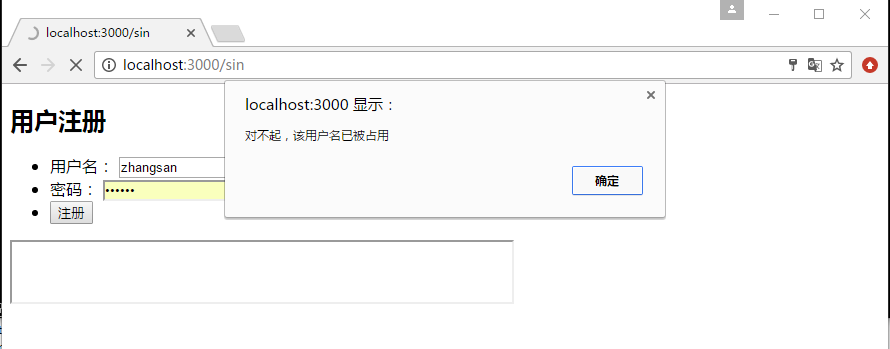 localhost:3000/sin
localhost:3000/sin
localhost:3000 显示：
对不起，该用户名已被占用
确定
用户注册
用户名： zhangsan
密码： ••••••
注册